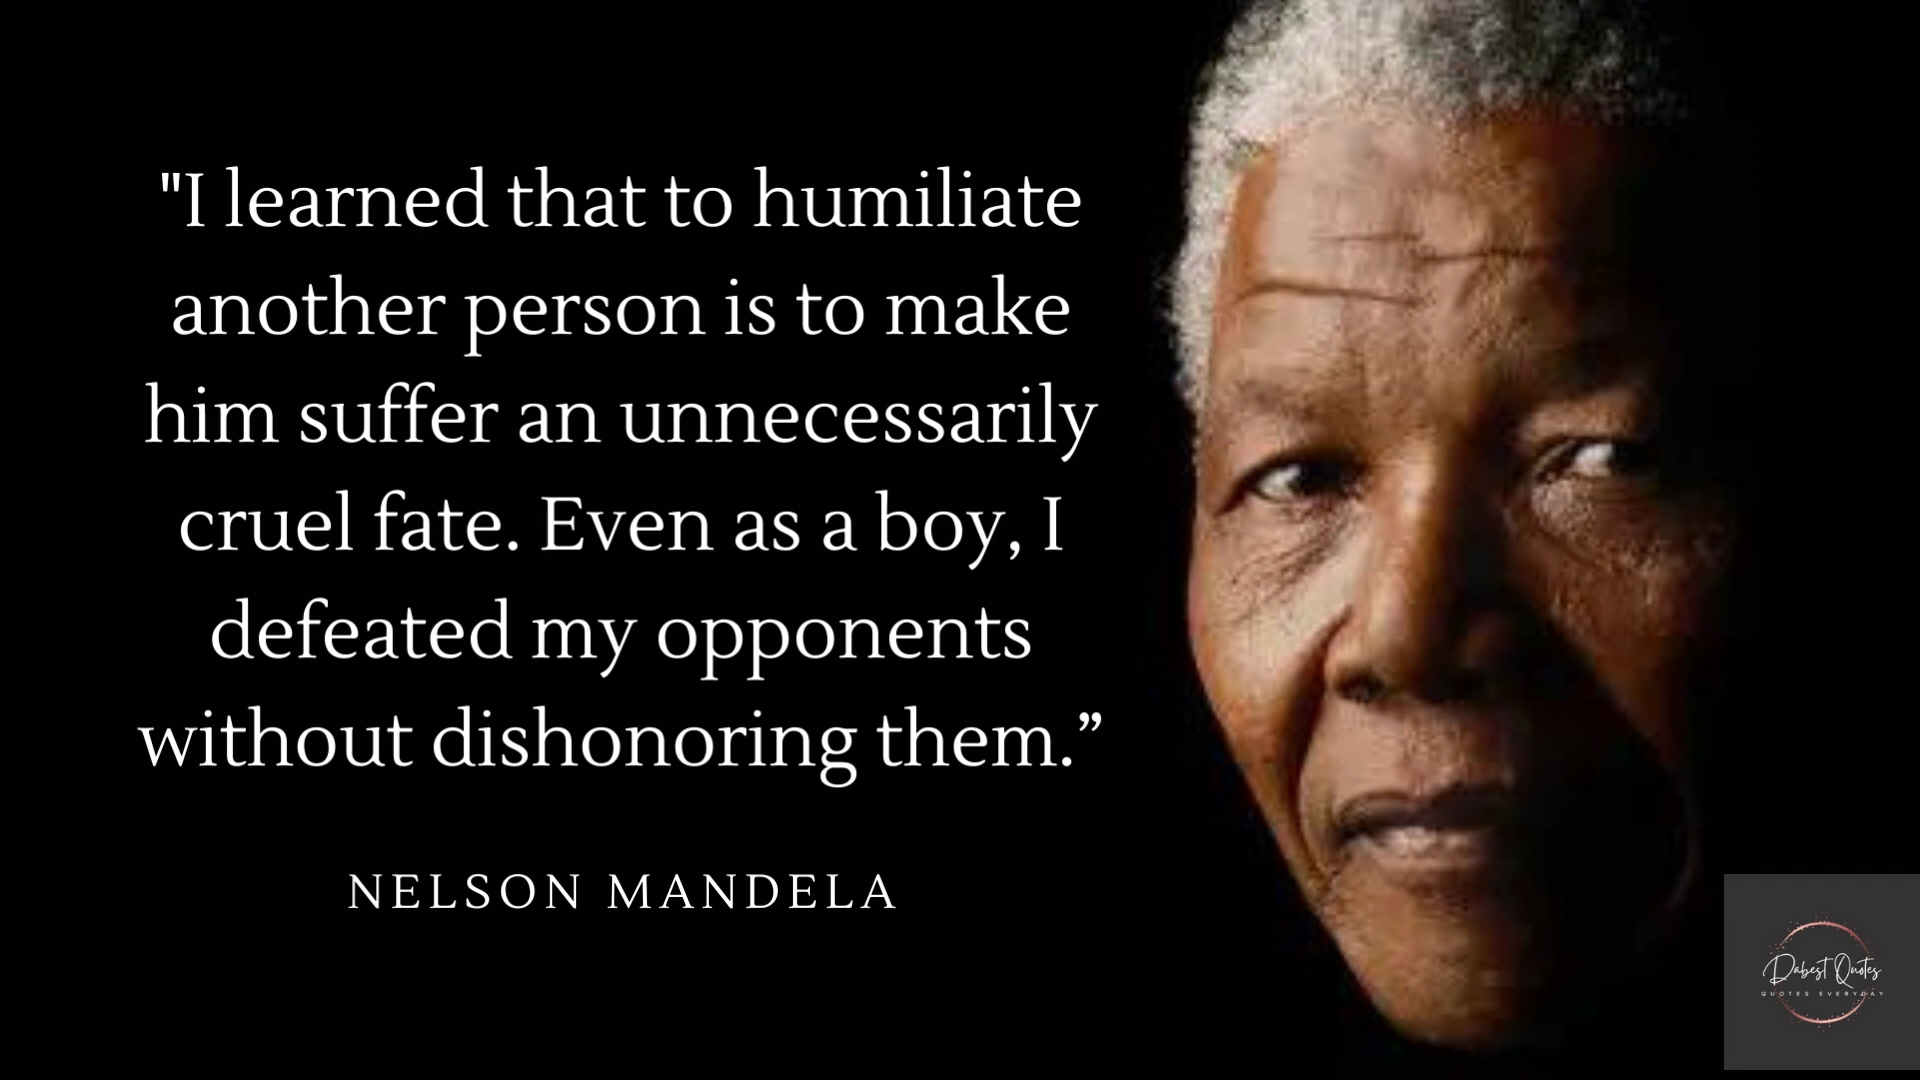 "I learned that to humiliate
another person is to make
him suffer an unnecessarily
cruel fate. Even as a boy, I
defeated my opponents
without dishonoring them.”
NELSON MANDELA
Dabest Quotes
QUOTES EVERYDAY